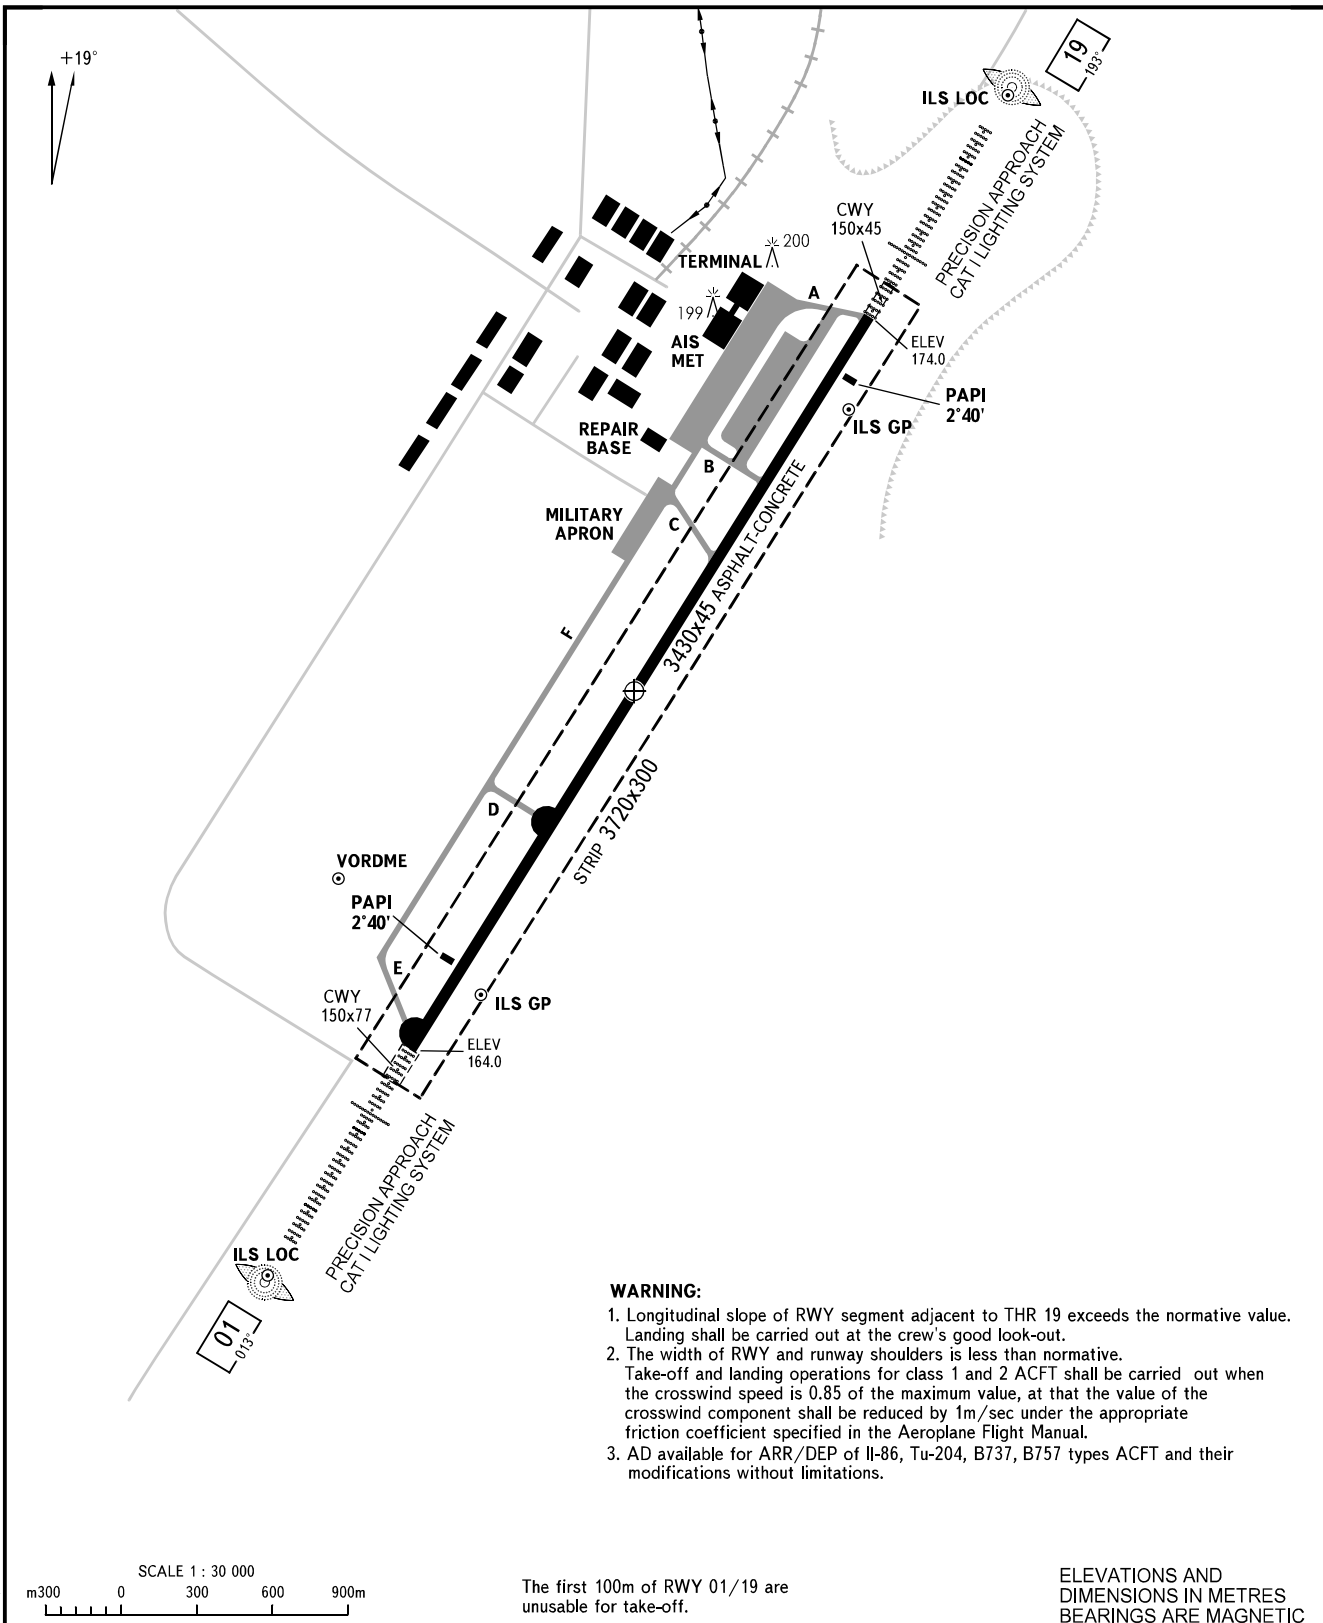 +19°
19
193°
ILS LOC
PRECISION APPROACH
CAT I LIGHTING SYSTEM
CWY
150x45
200
TERMINAL
A
199
AIS
MET
ELEV
174.0
PAPI
2°40'
ILS GP
REPAIR
BASE
B
MILITARY
APRON
C
3430x45 ASPHALT-CONCRETE
F
STRIP 3720x300
D
VORDME
PAPI
2°40'
E
CWY
150x77
ILS GP
ELEV
164.0
PRECISION APPROACH
CAT I LIGHTING SYSTEM
ILS LOC
01
013°
WARNING:
1. Longitudinal slope of RWY segment adjacent to THR 19 exceeds the normative value.
Landing shall be carried out at the crew's good look-out.
2. The width of RWY and runway shoulders is less than normative.
Take-off and landing operations for class 1 and 2 ACFT shall be carried out when
the crosswind speed is 0.85 of the maximum value, at that the value of the
crosswind component shall be reduced by 1m/sec under the appropriate
friction coefficient specified in the Aeroplane Flight Manual.
3. AD available for ARR/DEP of Il-86, Tu-204, B737, B757 types ACFT and their
modifications without limitations.
SCALE 1 : 30 000
m300 0 300 600 900m
The first 100m of RWY 01/19 are
unusable for take-off.
ELEVATIONS AND
DIMENSIONS IN METRES
BEARINGS ARE MAGNETIC